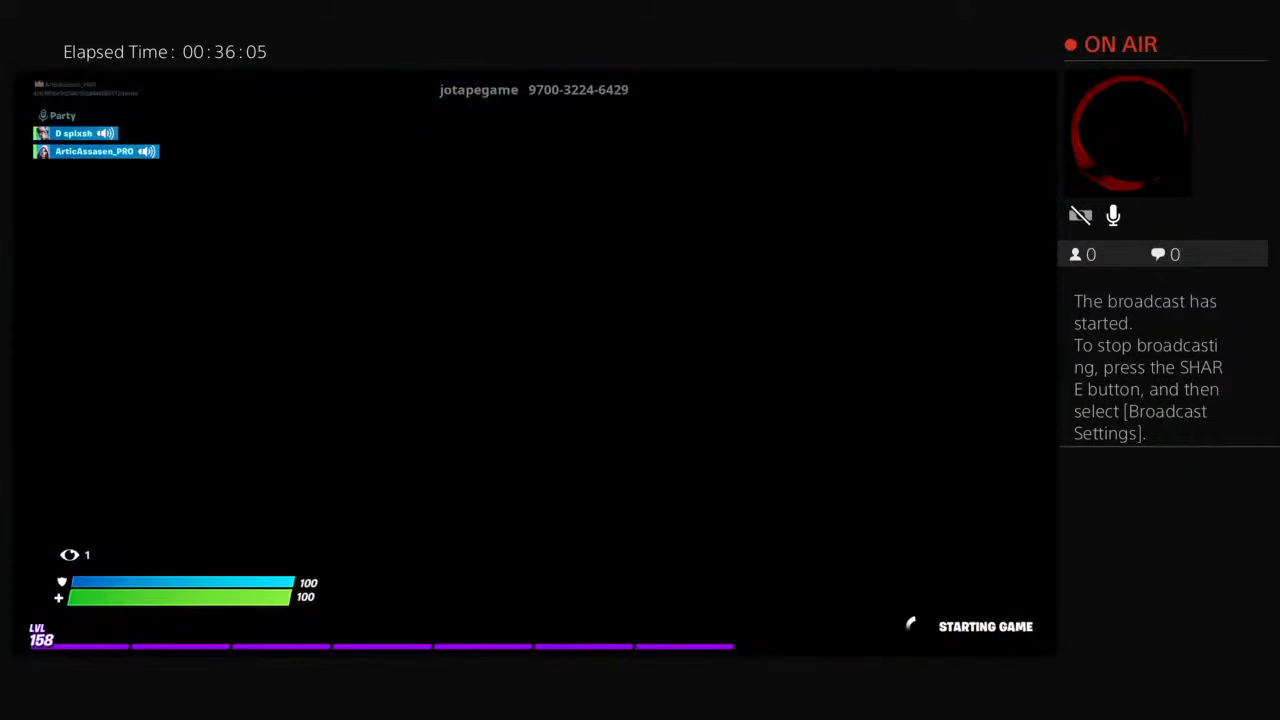 Elapsed Time: 00:36:05
ON AIR
jotapegame 9700-3224-6429
Party
D splxsh
ArticAssasen_PRO
0 0
The broadcast has
started.
To stop broadcasti
ng, press the SHAR
E button, and then
select [Broadcast
Settings].
1
100
100
LVL
158
STARTING GAME